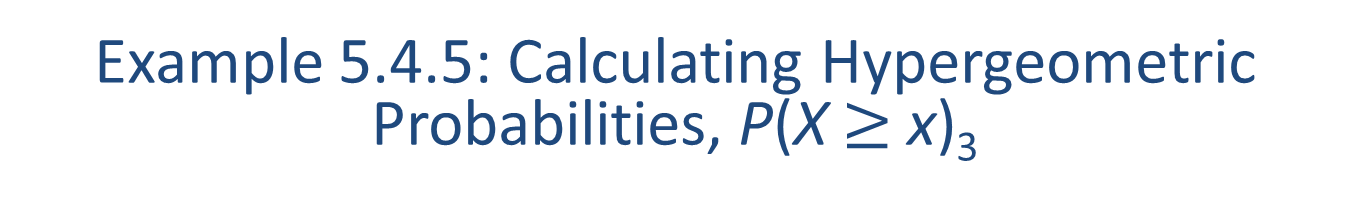 Example 5.4.5: Calculating Hypergeometric
Probabilities, P(X ≥ x)₃